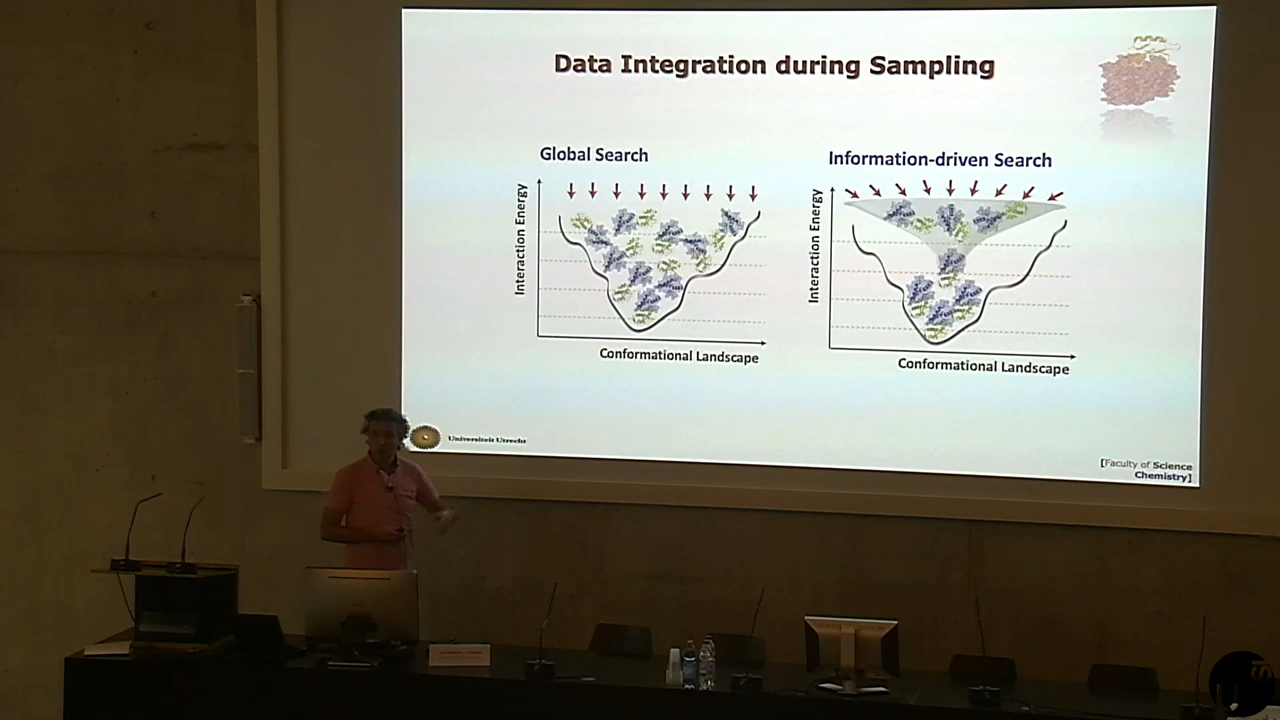 Data Integration during Sampling
Global Search
Interaction Energy
Conformational Landscape
Information-driven Search
Interaction Energy
Conformational Landscape
Universiteit Utrecht
[Faculty of Science
Chemistry]